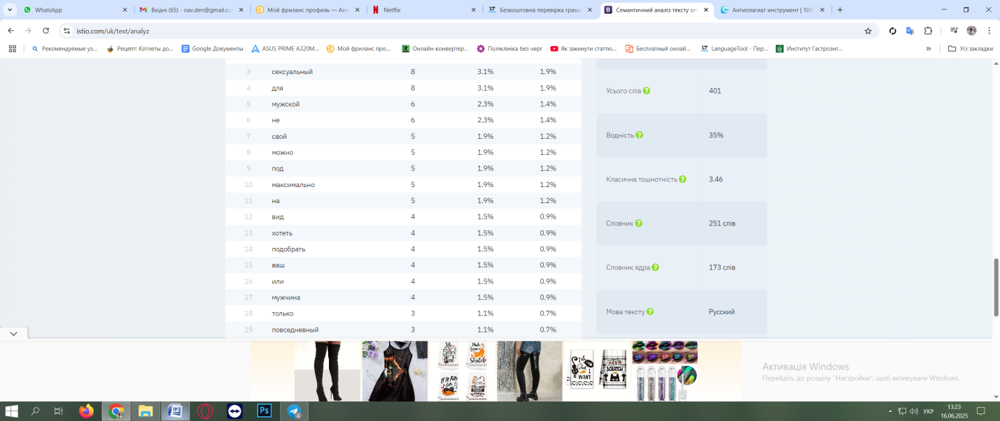 WhatsApp
Вхідні (65) - oav.den@gmail.co
Мой фриланс профиль — Анн
Netflix
Безкоштовна перевірка грама
Семантичний аналіз тексту он
Антиплагиат инструмент | 100
istio.com/uk/text/analyz
Рекомендуемые уз...
Рецепт: Котлеты до...
Google Документы
ASUS PRIME A320M...
Мой фриланс про...
Онлайн-конвертер...
Поліклініка без черг
Як закинути статтю...
Бесплатный онлай...
LanguageTool - Пер...
Институт Гастроэнт...
»
Усі закладки
3 сексуальный 8 3.1% 1.9%
4 для 8 3.1% 1.9%
5 мужской 6 2.3% 1.4%
6 не 6 2.3% 1.4%
7 свой 5 1.9% 1.2%
8 можно 5 1.9% 1.2%
9 под 5 1.9% 1.2%
10 максимально 5 1.9% 1.2%
11 на 5 1.9% 1.2%
12 вид 4 1.5% 0.9%
13 хотеть 4 1.5% 0.9%
14 подобрать 4 1.5% 0.9%
15 ваш 4 1.5% 0.9%
16 или 4 1.5% 0.9%
17 мужчина 4 1.5% 0.9%
18 только 3 1.1% 0.7%
19 повседневный 3 1.1% 0.7%
Усього слів ? 401
Водність ? 35%
Класична тошнотність ? 3.46
Словник ? 251 слів
Словник ядра ? 173 слів
Мова тексту ? Русский
I do
what
I
WANT
SCRATCH
Активація Windows
Перейдіть до розділу "Настройки", щоб активувати Windows.
Ps
4
УКР
13:23
16.06.2025